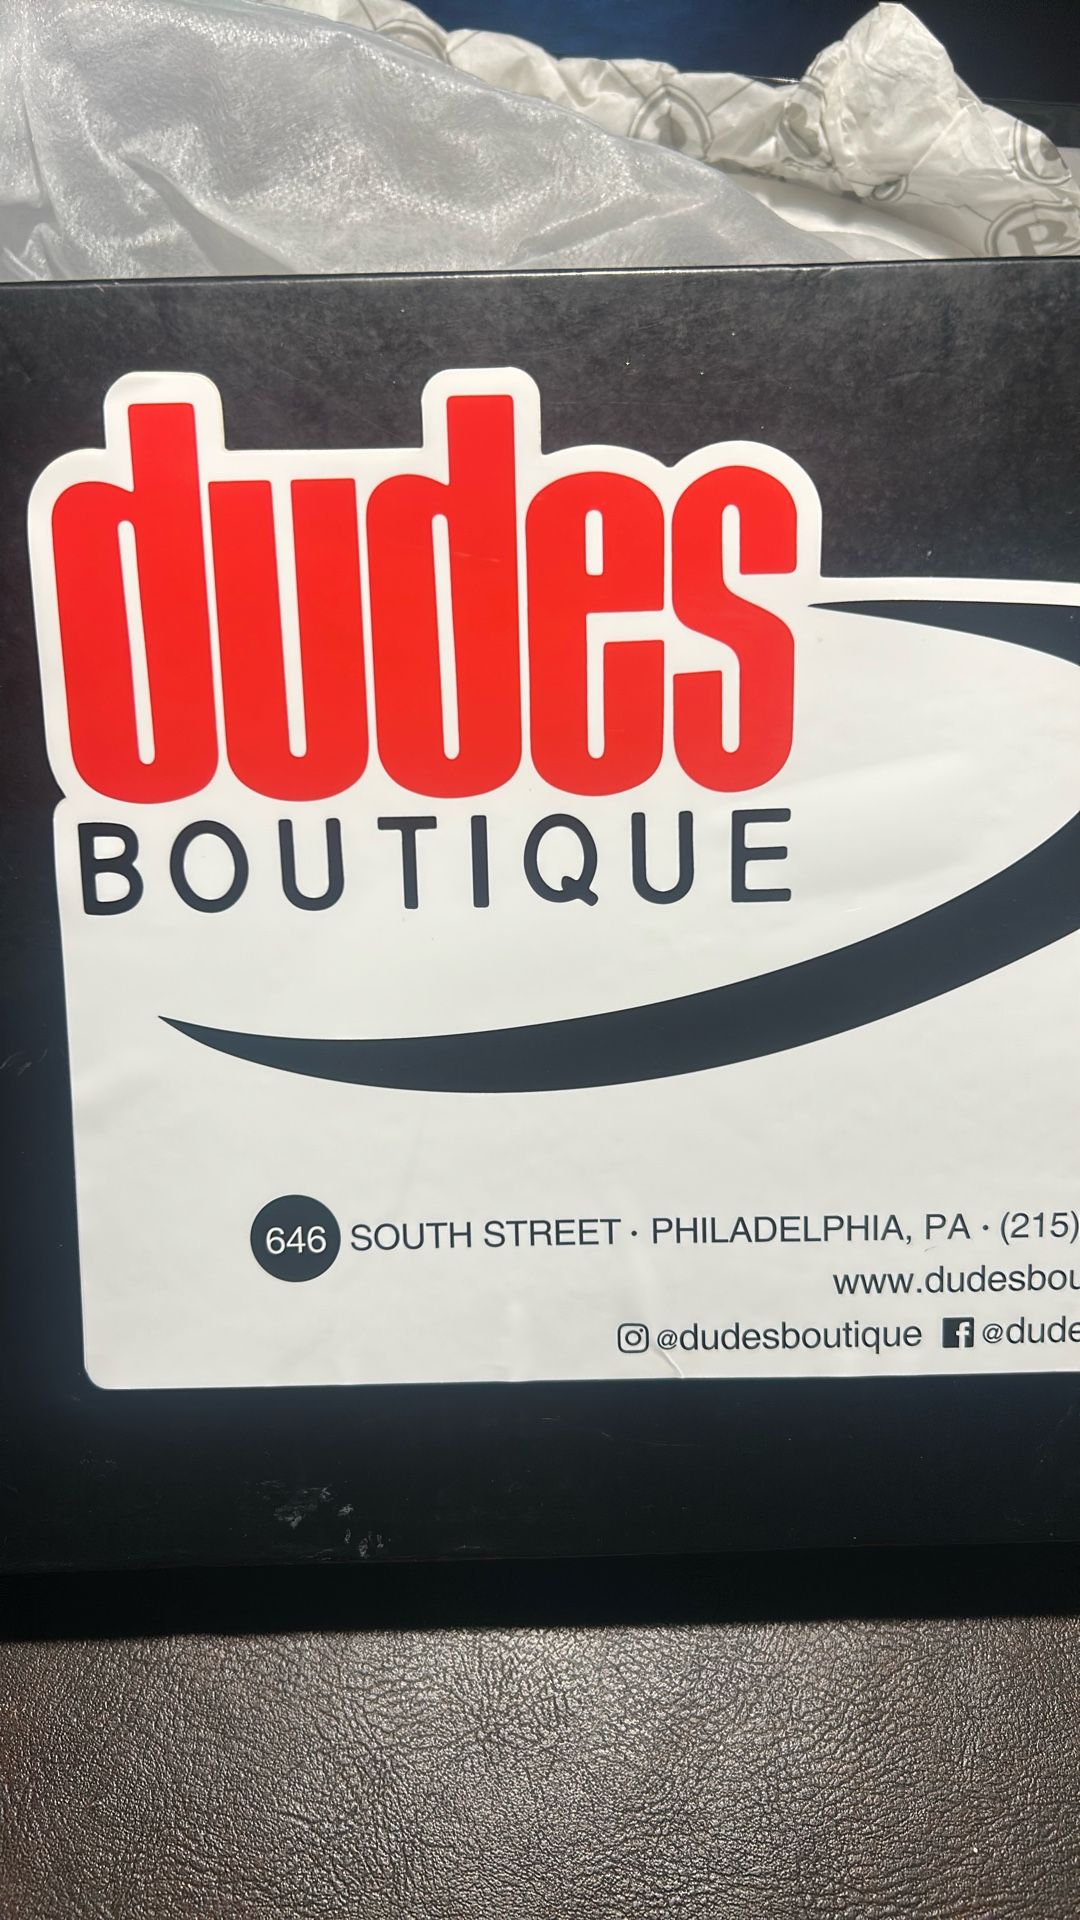 B
dudes
BOUTIQUE
646 SOUTH STREET · PHILADELPHIA, PA · (215)
www.dudesbou
@dudesboutique @dude